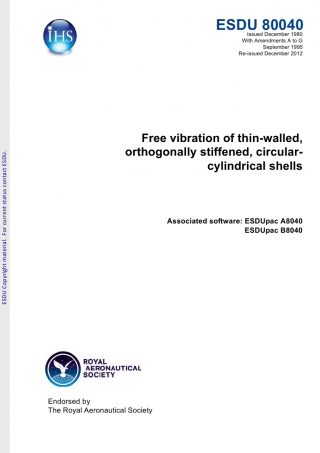 IHS
ESDU 80040
Issued December 1980
With Amendments A to G
September 1995
Re-issued December 2012
Free vibration of thin-walled,
orthogonally stiffened, circular-
cylindrical shells
Associated software: ESDUpac A8040
ESDUpac B8040
ESDU Copyright material. For current status contact ESDU.
ROYAL
AERONAUTICAL
SOCIETY
Endorsed by
The Royal Aeronautical Society